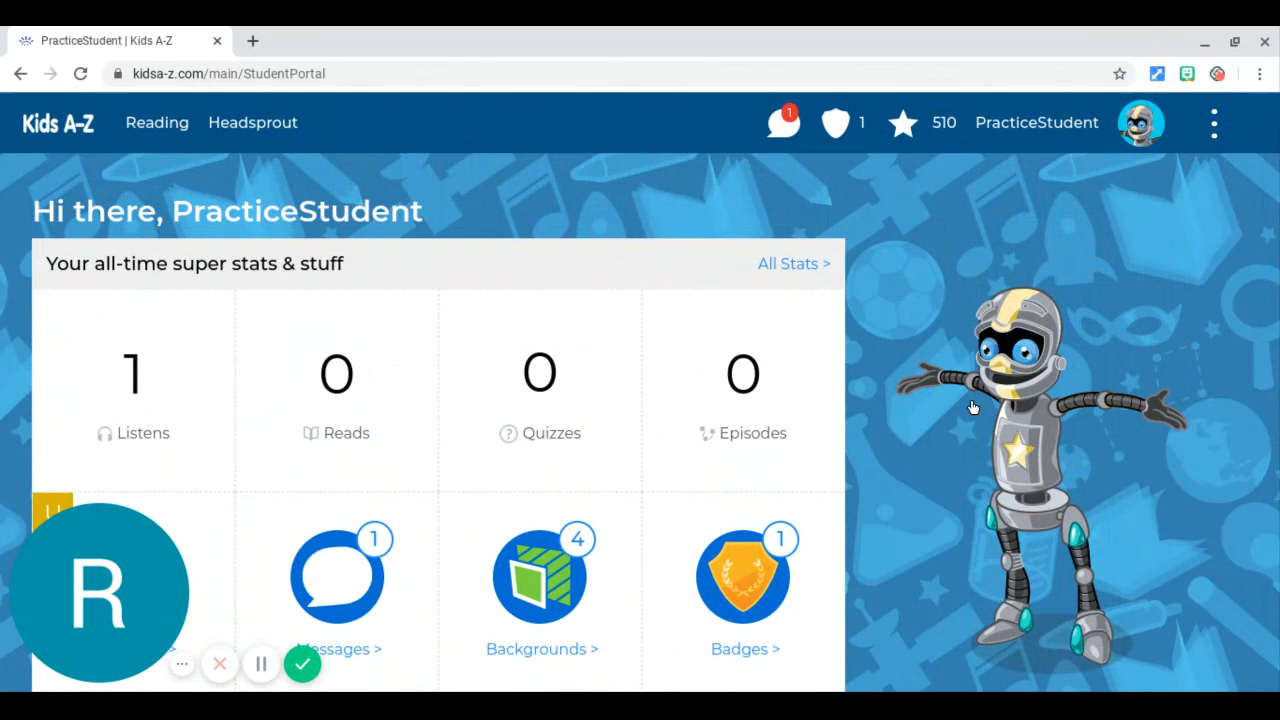 PracticeStudent | Kids A-Z
kidsa-z.com/main/StudentPortal
Kids A-Z Reading Headsprout 1 1 510 PracticeStudent
Hi there, PracticeStudent
Your all-time super stats & stuff All Stats >
1 0 0 0
Listens Reads Quizzes Episodes
1 4 1
R
Messages > Backgrounds > Badges >